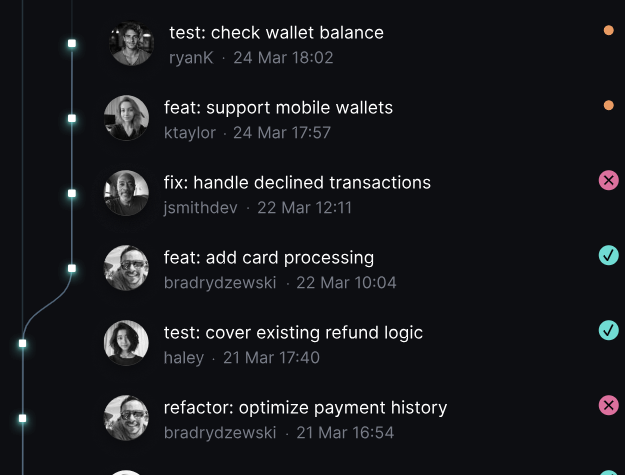 test: check wallet balance
ryanK · 24 Mar 18:02
feat: support mobile wallets
ktaylor · 24 Mar 17:57
fix: handle declined transactions
jsmithdev · 22 Mar 12:11
feat: add card processing
bradrydzewski · 22 Mar 10:04
test: cover existing refund logic
haley · 21 Mar 17:40
refactor: optimize payment history
bradrydzewski · 21 Mar 16:54